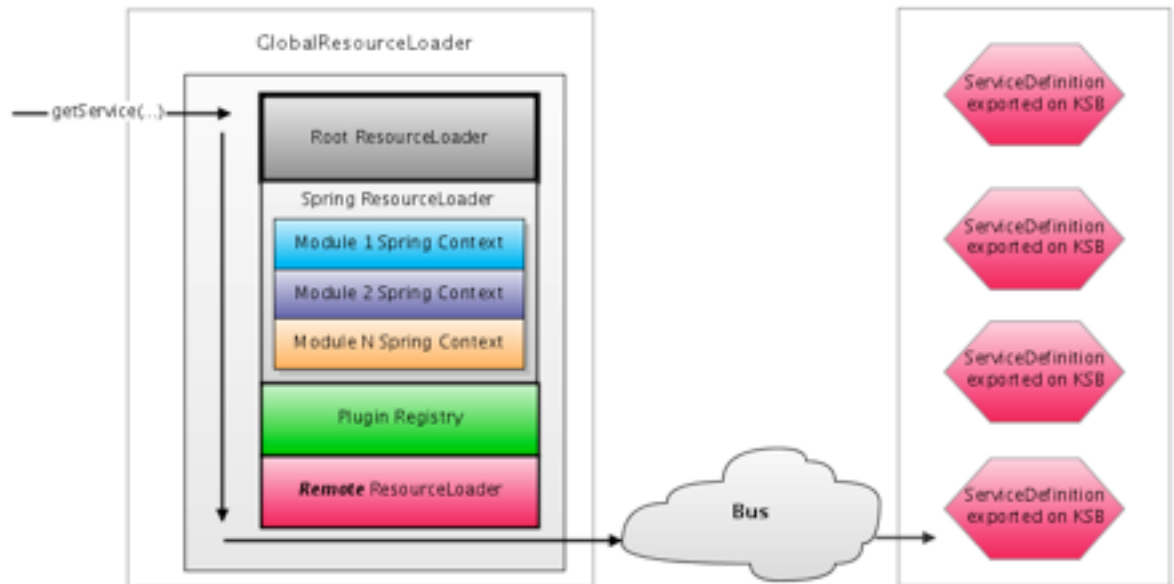 GlobalResourceLoader
getService(...)
Root ResourceLoader
Spring ResourceLoader
Module 1 Spring Context
Module 2 Spring Context
Module N Spring Context
Plugin Registry
Remote ResourceLoader
Bus
ServiceDefinition
exported on KSB
ServiceDefinition
exported on KSB
ServiceDefinition
exported on KSB
ServiceDefinition
exported on KSB